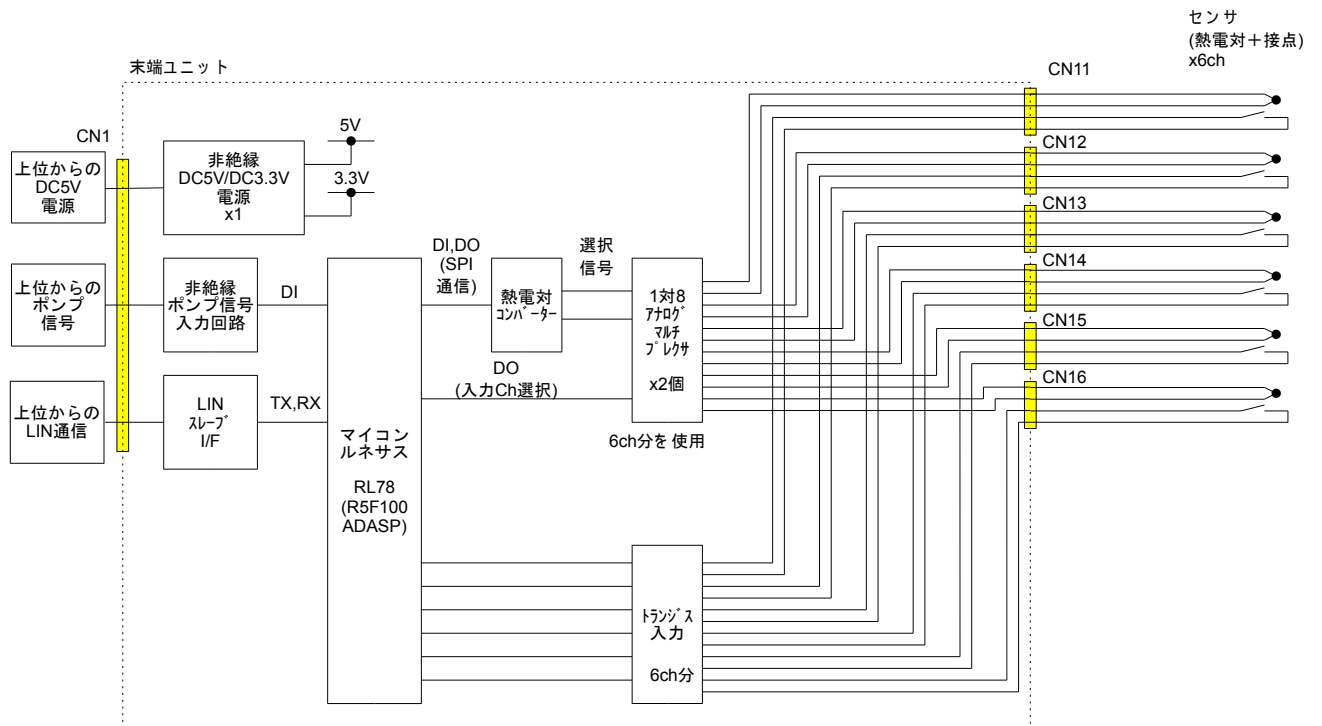 センサ
(熱電対＋接点)
x6ch
末端ユニット
CN11
CN1
5V
3.3V
上位からの
DC5V
電源
非絶縁
DC5V/DC3.3V
電源
x1
CN12
CN13
DI,DO
(SPI
通信)
選択
信号
上位からの
ポンプ
信号
非絶縁
ポンプ信号
入力回路
DI
熱電対
ｺﾝﾊﾞｰﾀｰ
1対8
ｱﾅﾛｸﾞ
ﾏﾙﾁ
ﾌﾟﾚｸｻ
x2個
CN14
CN15
DO
(入力Ch選択)
CN16
上位からの
LIN通信
LIN
ｽﾚｰﾌﾞ
I/F
TX,RX
マイコン
ルネサス
RL78
(R5F100
ADASP)
6ch分を使用
ﾄﾗﾝｼﾞｽ
入力
6ch分